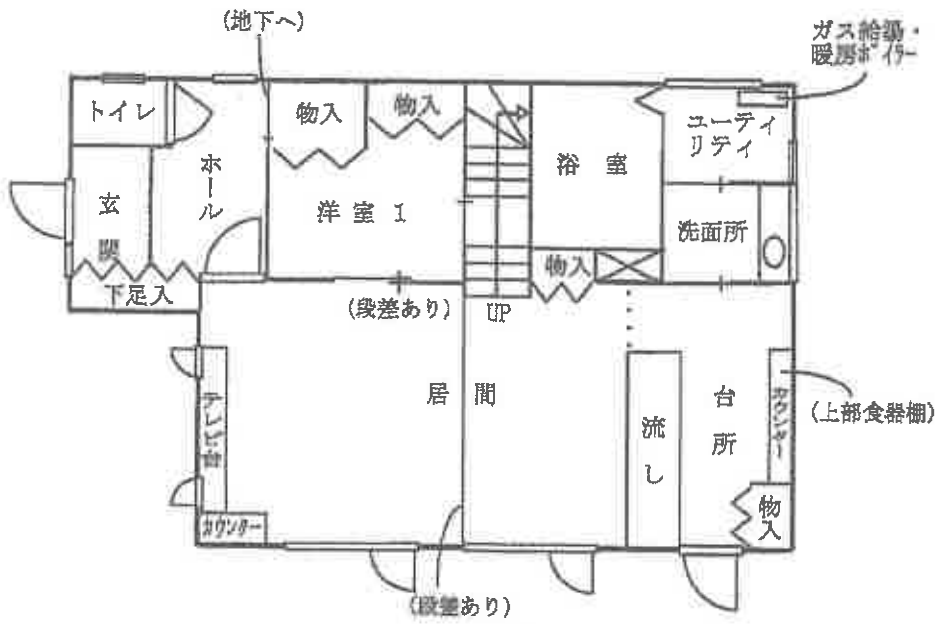 (地下へ)
ガス給湯・
暖房ボイラー
トイレ
物入
物入
ユーティ
リティ
浴室
ホール
玄関
洋室1
洗面所
物入
下足入
(段差あり)
UP
居間
台所
流し
テレビ台
カウンター
(上部食器棚)
物入
カウンター
(段差あり)